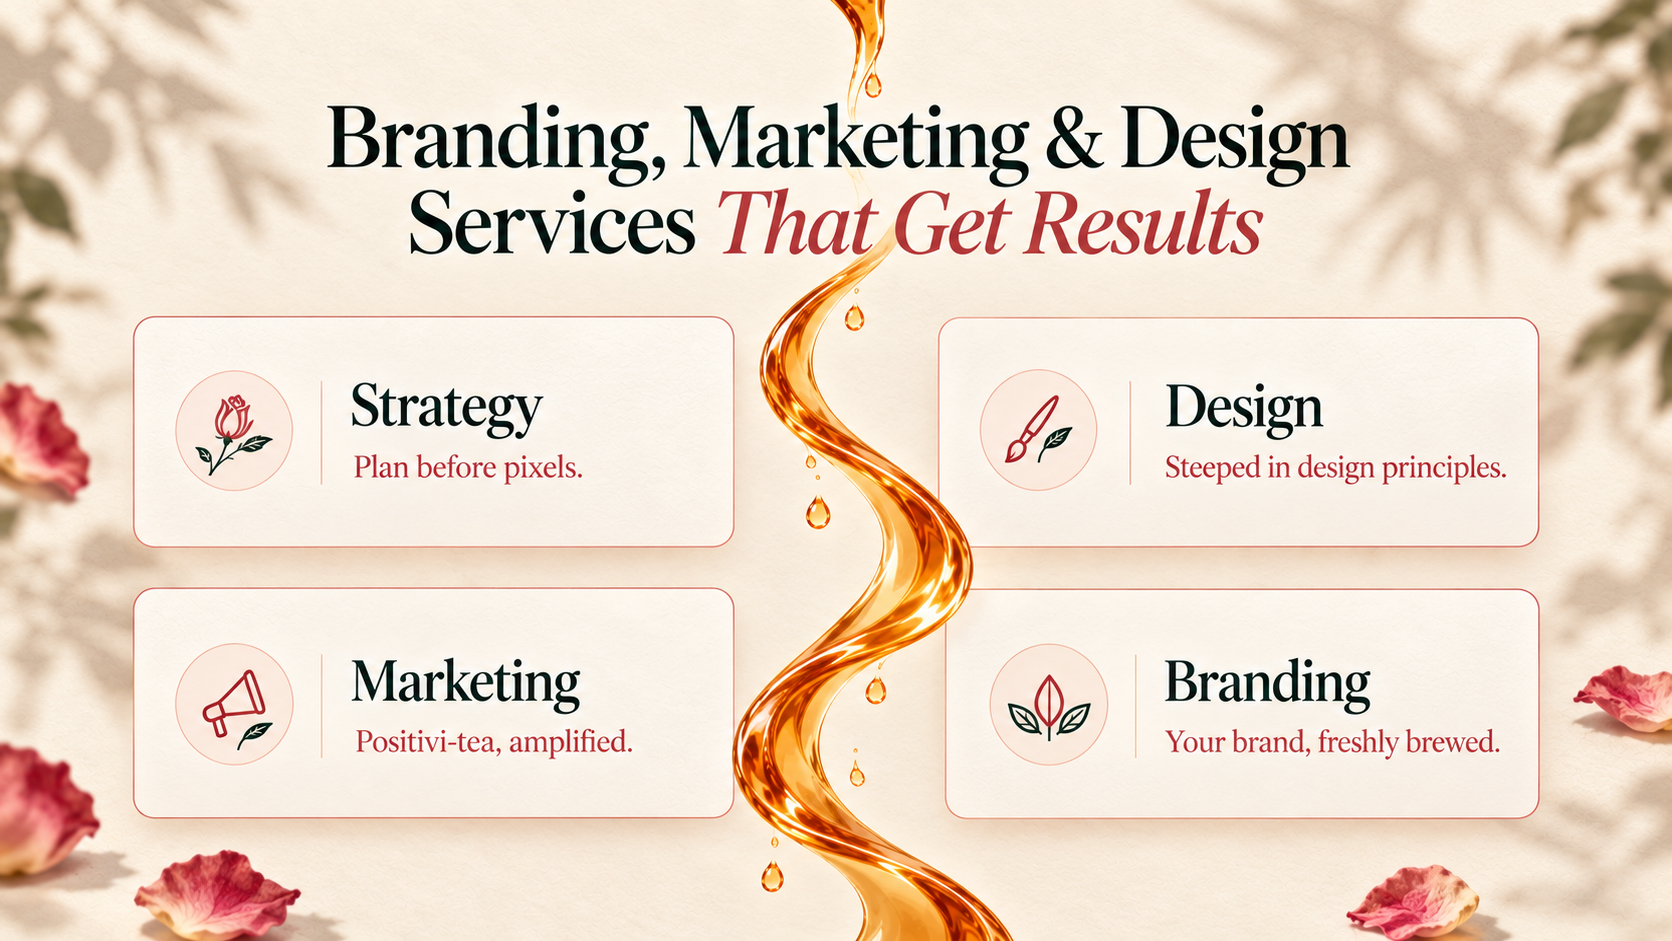 Branding, Marketing & Design
Services That Get Results
Strategy
Plan before pixels.
Design
Steeped in design principles.
Marketing
Positivi-tea, amplified.
Branding
Your brand, freshly brewed.